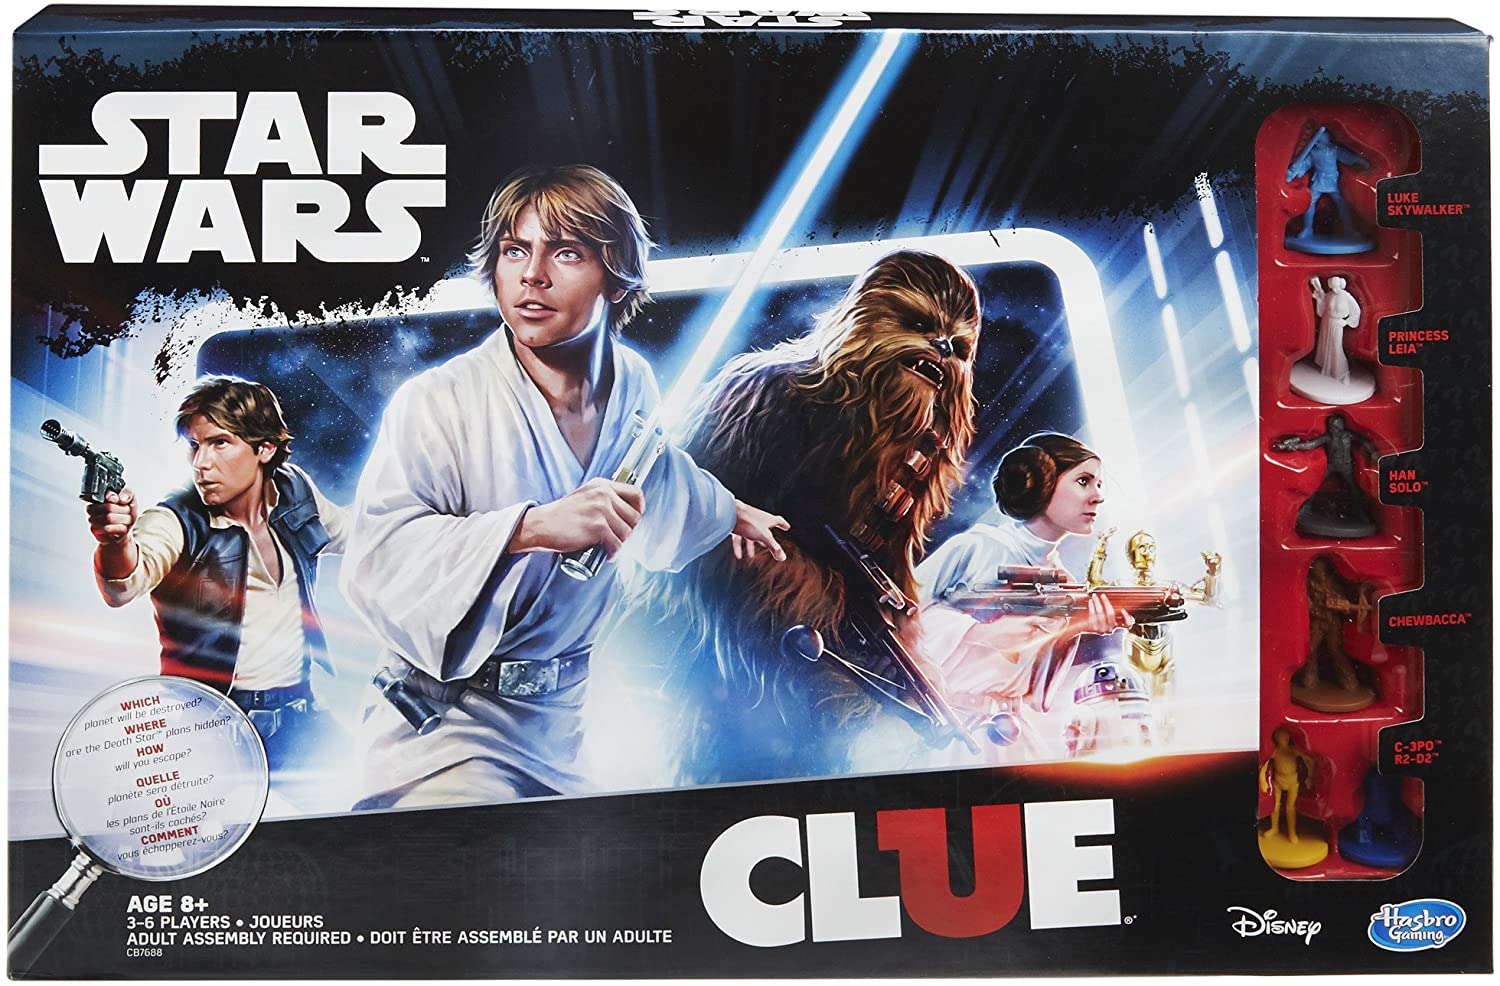 STAR WARS
STAR
WARS™
LUKE
SKYWALKER™
PRINCESS
LEIA™
HAN
SOLO™
CHEWBACCA™
C-3PO™
R2-D2™
WHICH
planet will be destroyed?
WHERE
are the Death Star™ plans hidden?
HOW
will you escape?
QUELLE
planète sera détruite?
OÙ
les plans de l'Étoile Noire
sont-ils cachés?
COMMENT
vous échapperez-vous?
CLUE®
AGE 8+
3-6 PLAYERS • JOUEURS
ADULT ASSEMBLY REQUIRED • DOIT ÊTRE ASSEMBLÉ PAR UN ADULTE
CB7688
Disney
Hasbro
Gaming